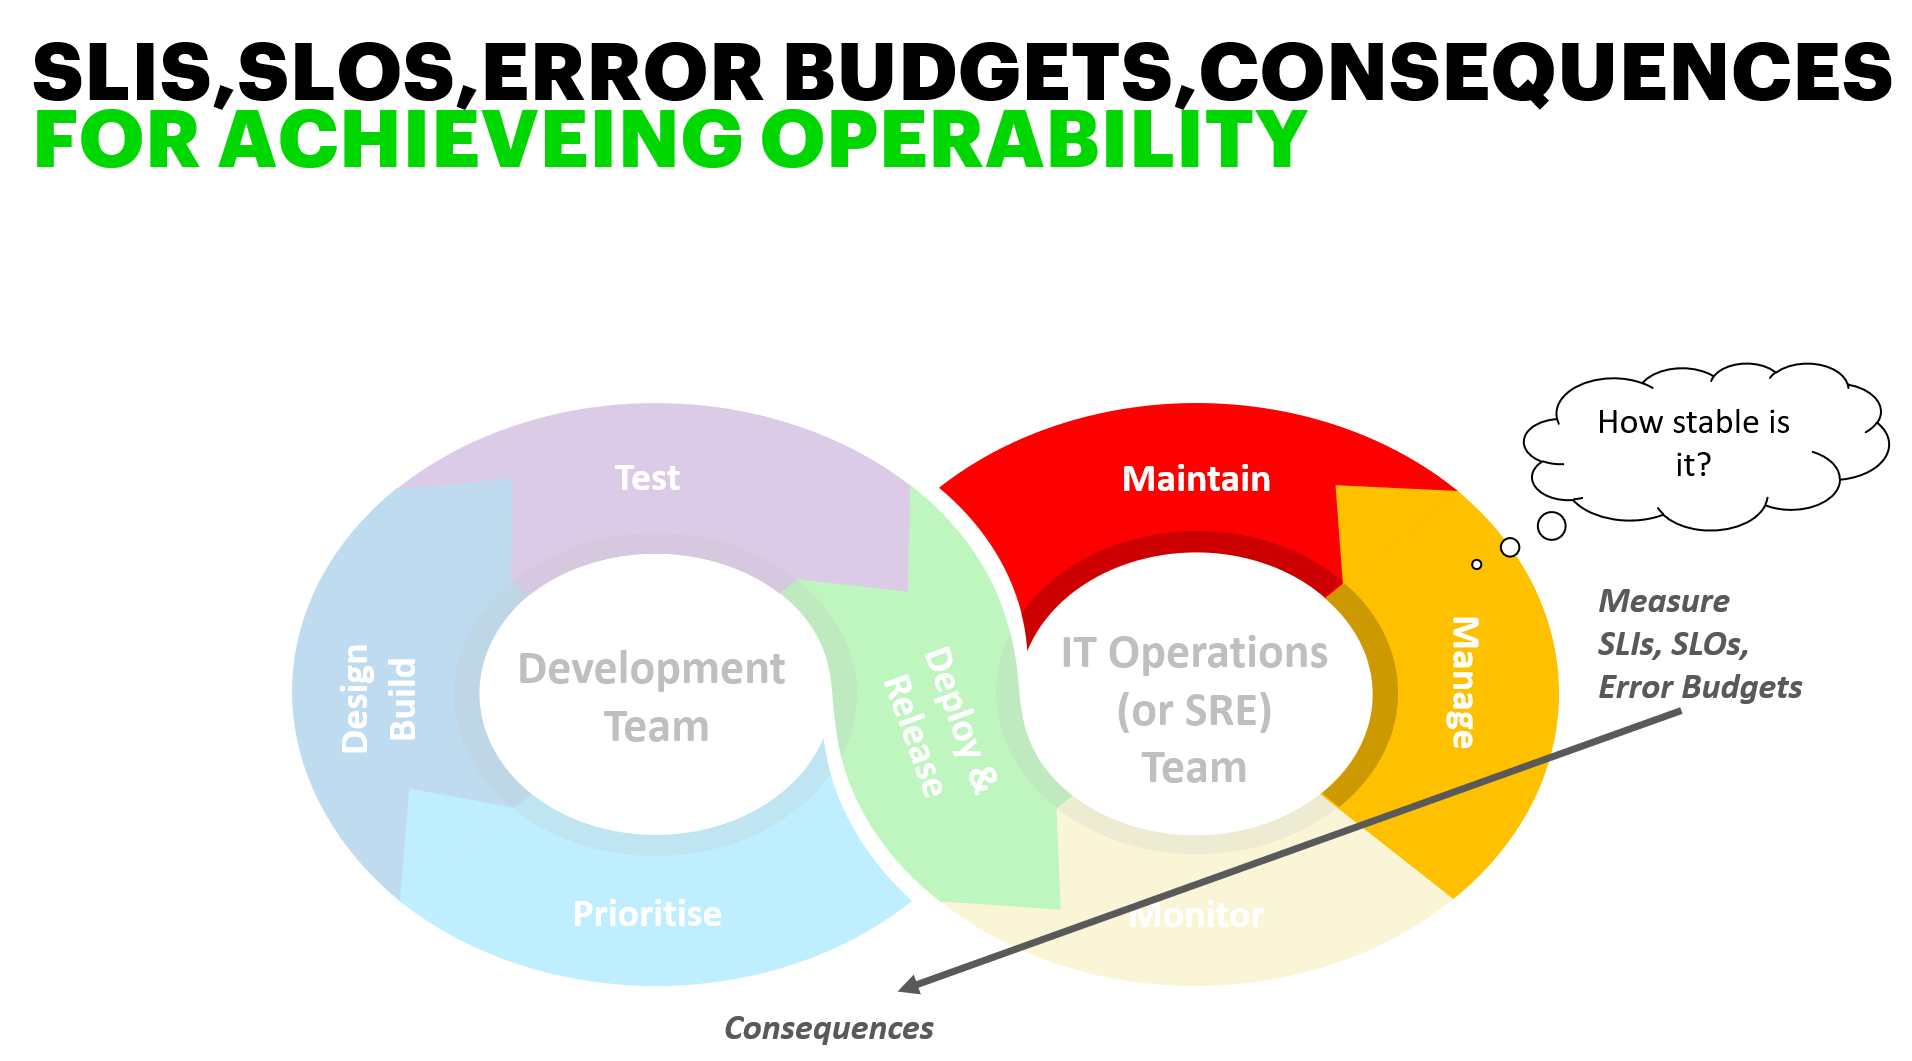 SLIS,SLOS,ERROR BUDGETS,CONSEQUENCES
FOR ACHIEVEING OPERABILITY
How stable is
it?
Test
Maintain
Measure
SLIs, SLOs,
Error Budgets
Design
Build
Development
Team
Deploy &
Release
IT Operations
(or SRE)
Team
Manage
Prioritise
Monitor
Consequences